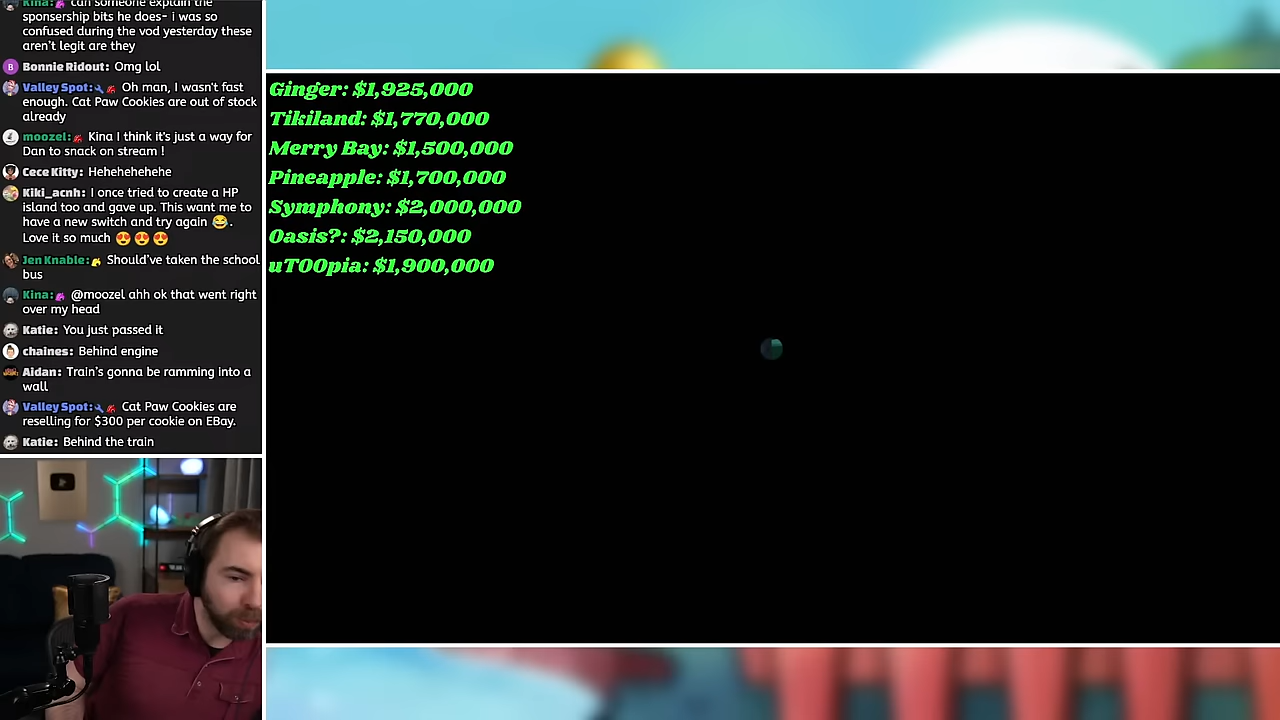 Kina: can someone explain the
sponsership bits he does- i was so
confused during the vod yesterday these
aren't legit are they
Bonnie Ridout: Omg lol
Valley Spot: Oh man, I wasn't fast
enough. Cat Paw Cookies are out of stock
already
moozel: Kina I think it's just a way for
Dan to snack on stream !
Cece Kitty: Hehehehehehe
Kiki_acnh: I once tried to create a HP
island too and gave up. This want me to
have a new switch and try again 😂.
Love it so much 😍 😍 😍
Jen Knable: Should've taken the school
bus
Kina: @moozel ahh ok that went right
over my head
Katie: You just passed it
chaines: Behind engine
Aidan: Train's gonna be ramming into a
wall
Valley Spot: Cat Paw Cookies are
reselling for $300 per cookie on EBay.
Katie: Behind the train
Ginger: $1,925,000
Tikiland: $1,770,000
Merry Bay: $1,500,000
Pineapple: $1,700,000
Symphony: $2,000,000
Oasis?: $2,150,000
uTOOpia: $1,900,000